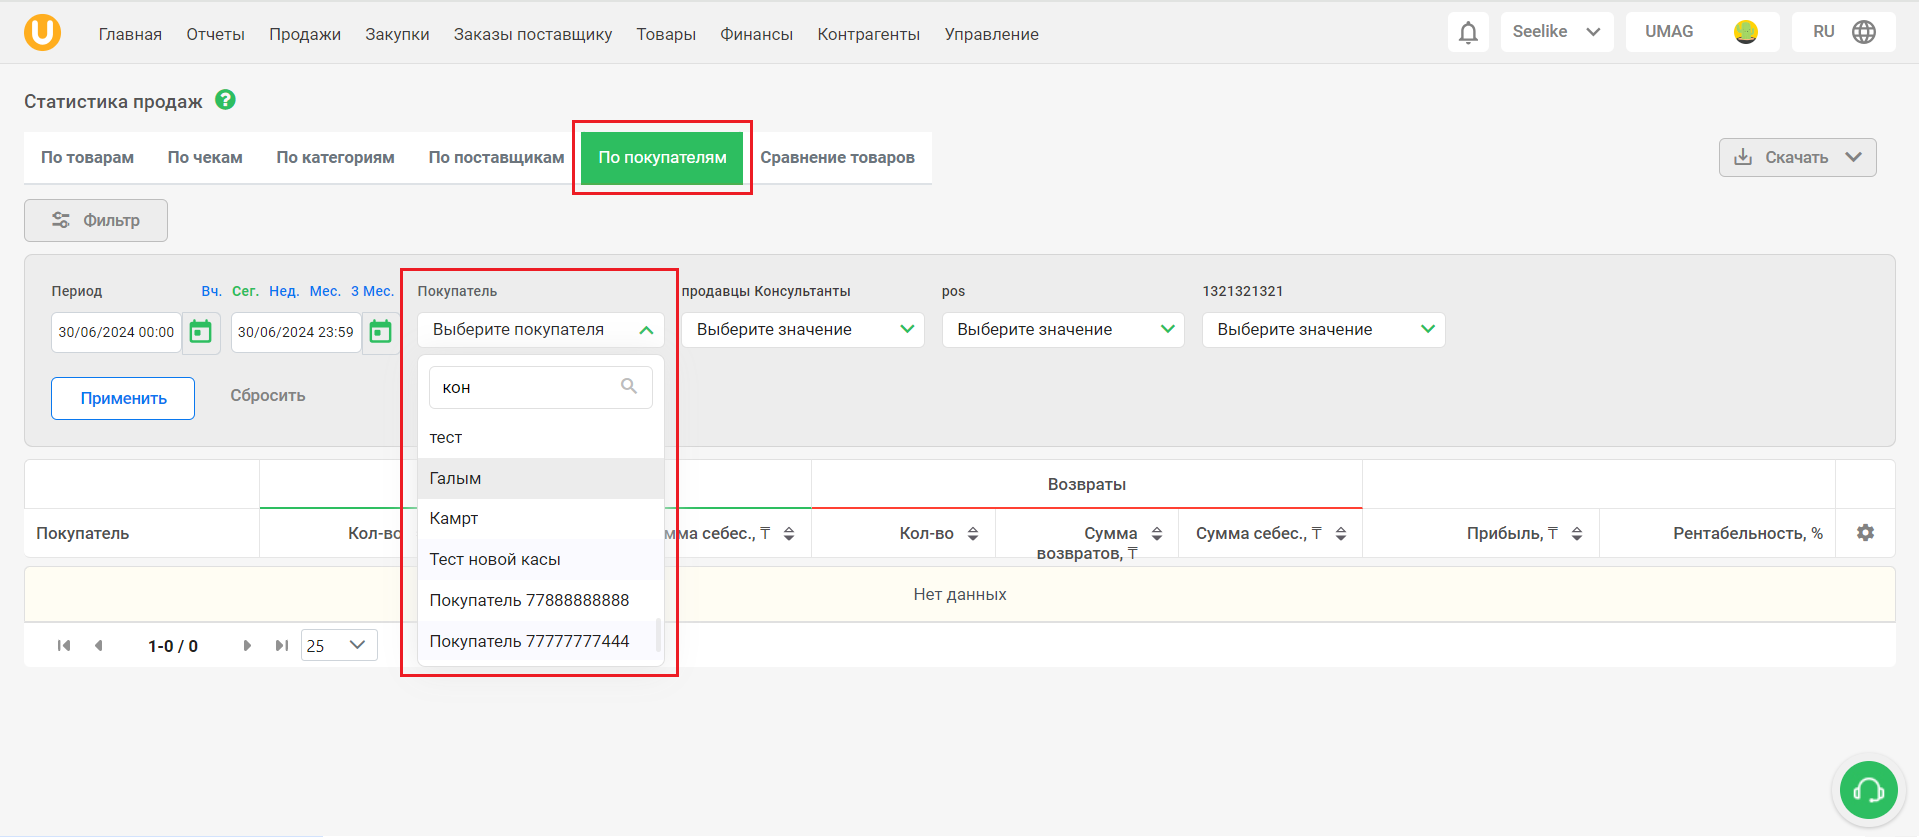 Главная Отчеты Продажи Закупки Заказы поставщику Товары Финансы Контрагенты Управление Seelike UMAG RU
Статистика продаж ?
По товарам По чекам По категориям По поставщикам По покупателям Сравнение товаров Скачать
Фильтр
Период Вч. Сег. Нед. Мес. 3 Мес. Покупатель продавцы Консультанты pos 1321321321
30/06/2024 00:00 30/06/2024 23:59 Выберите покупателя Выберите значение Выберите значение Выберите значение
Применить Сбросить
кон
тест
Галым
Камрт
Тест новой касы
Покупатель 77888888888
Покупатель 77777777444
Возвраты
Покупатель Кол-во мма себес., ₸ Кол-во Сумма возвратов, ₸ Сумма себес., ₸ Прибыль, ₸ Рентабельность, %
Нет данных
1-0 / 0 25